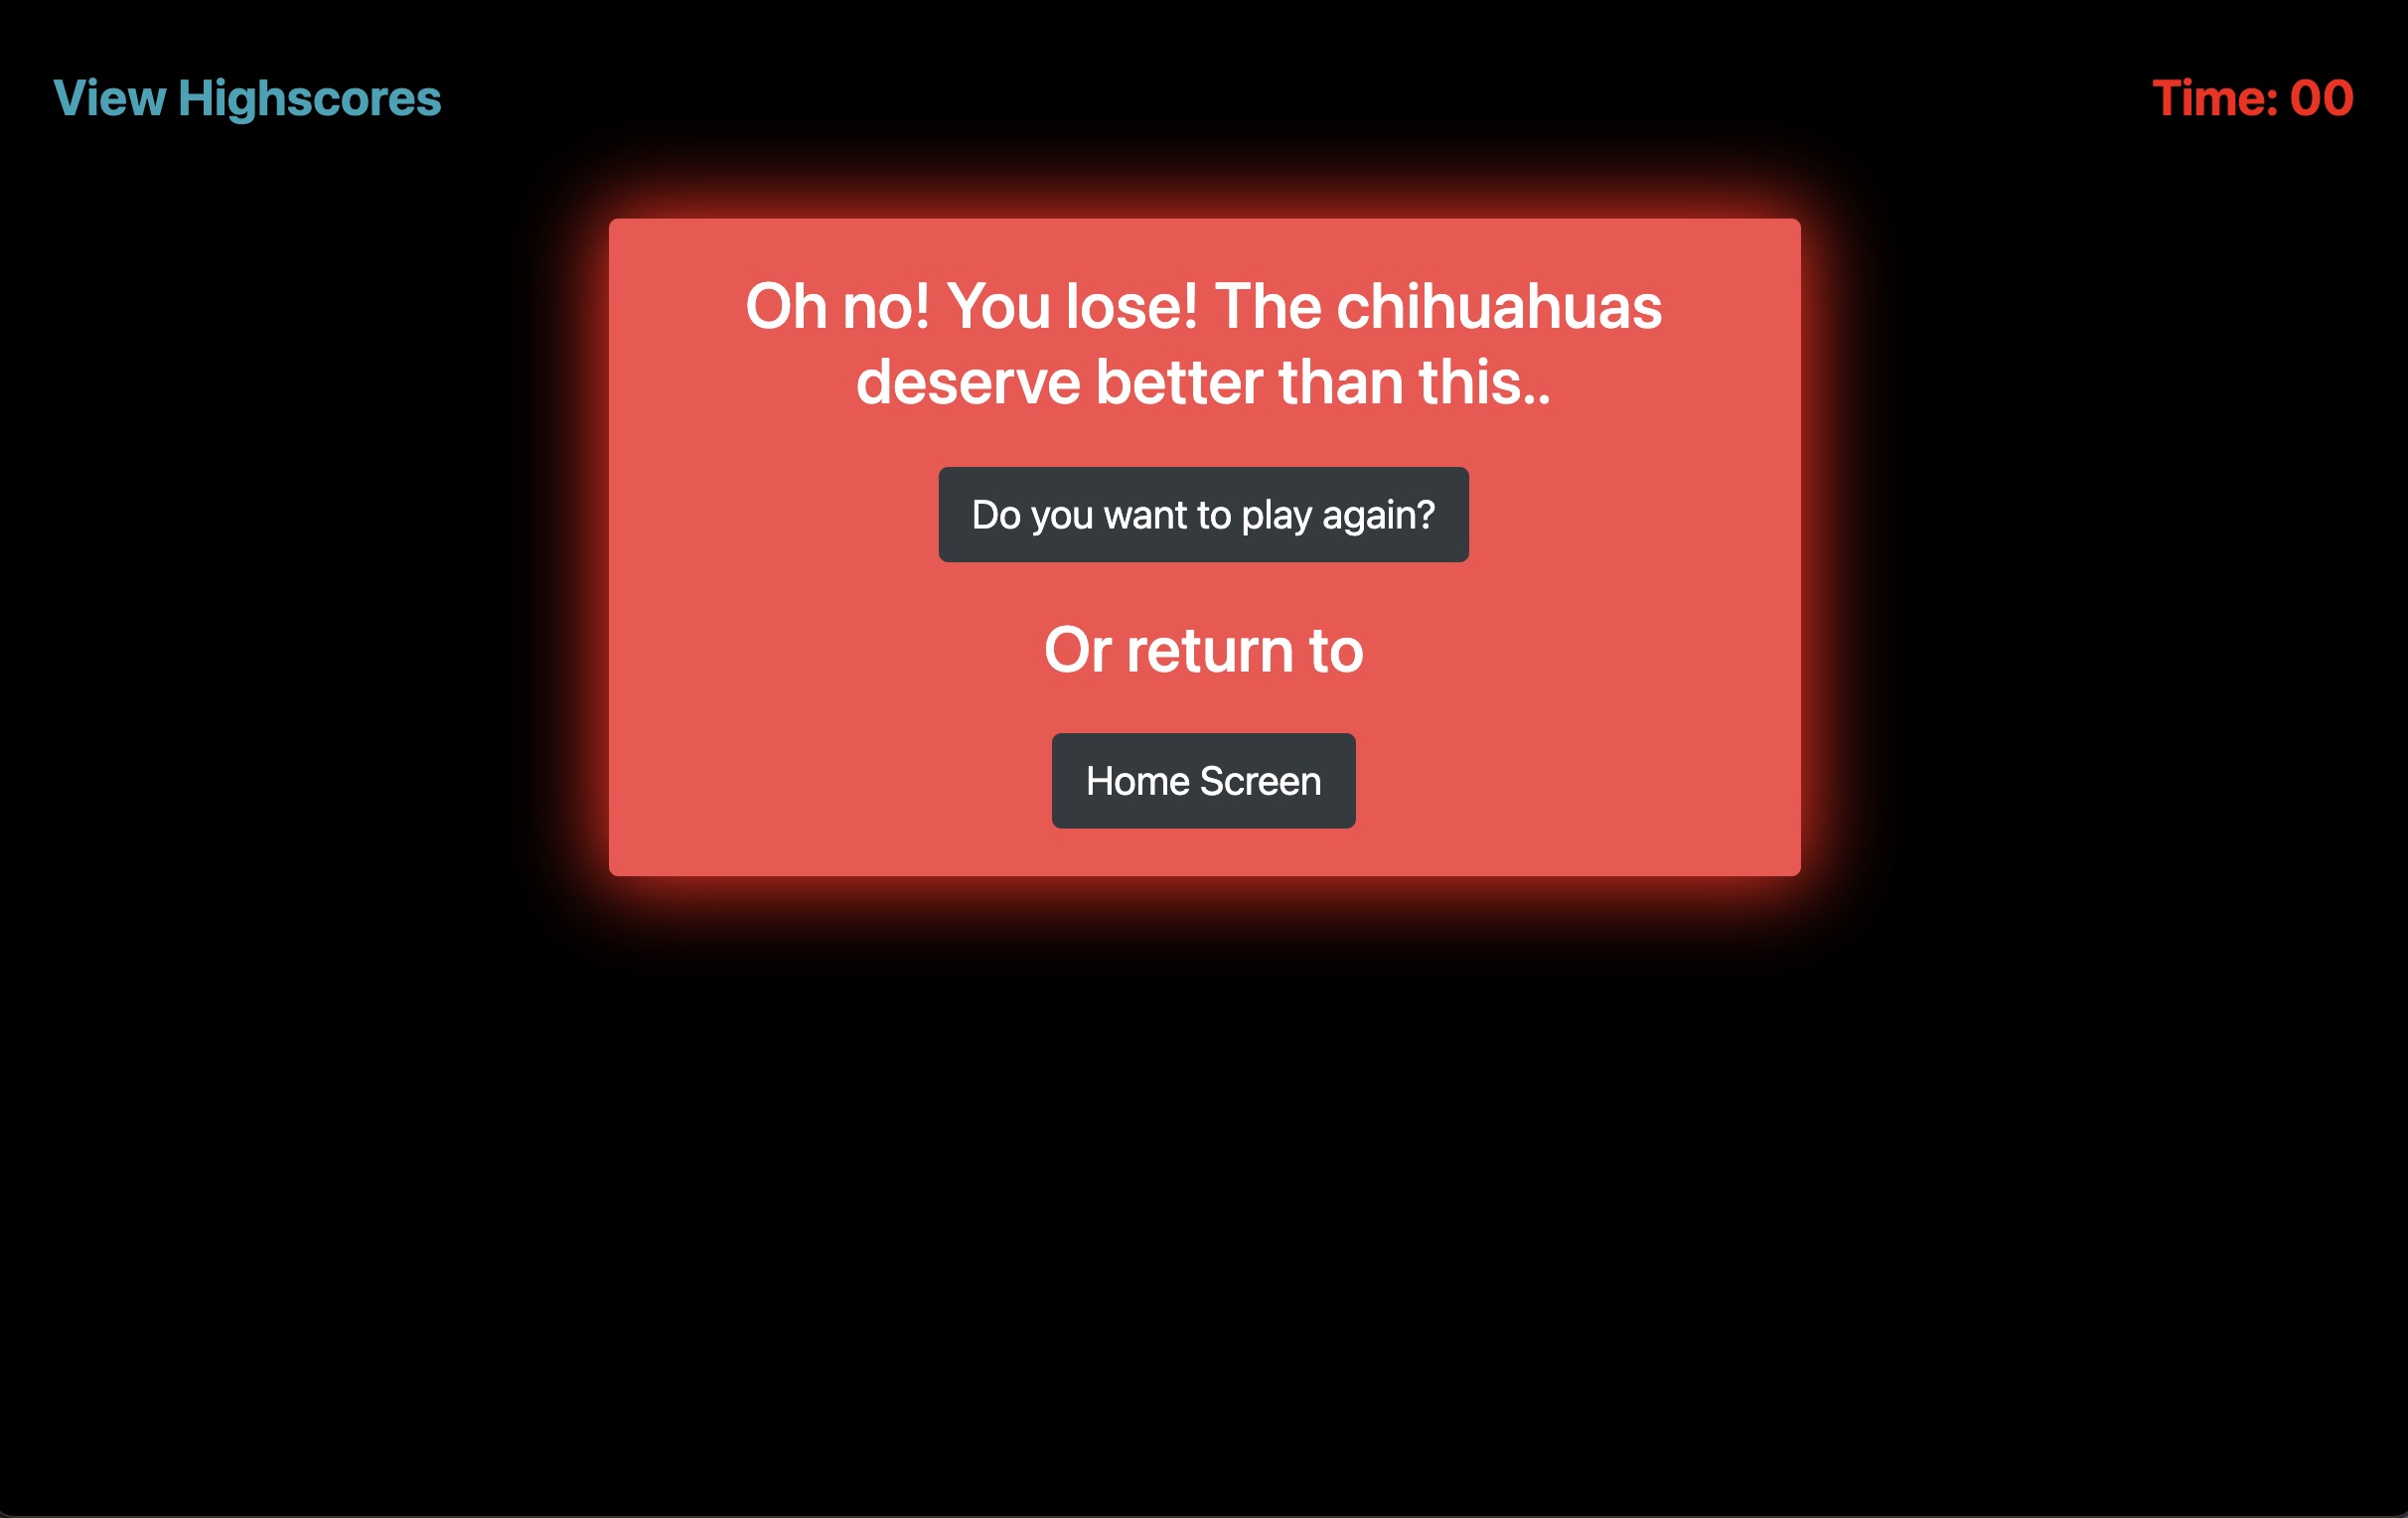 View Highscores
Time: 00
Oh no! You lose! The chihuahuas
deserve better than this..
Do you want to play again?
Or return to
Home Screen